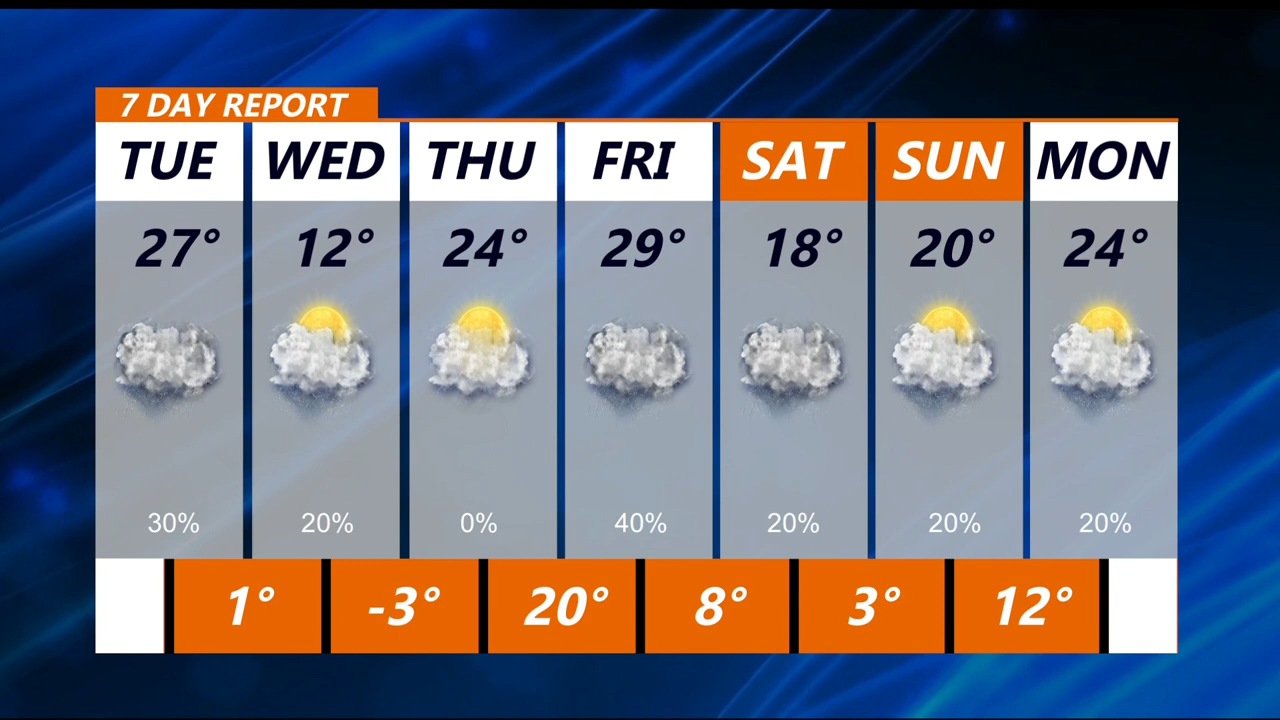 7 DAY REPORT
TUE WED THU FRI SAT SUN MON
27° 12° 24° 29° 18° 20° 24°
30% 20% 0% 40% 20% 20% 20%
1° -3° 20° 8° 3° 12°